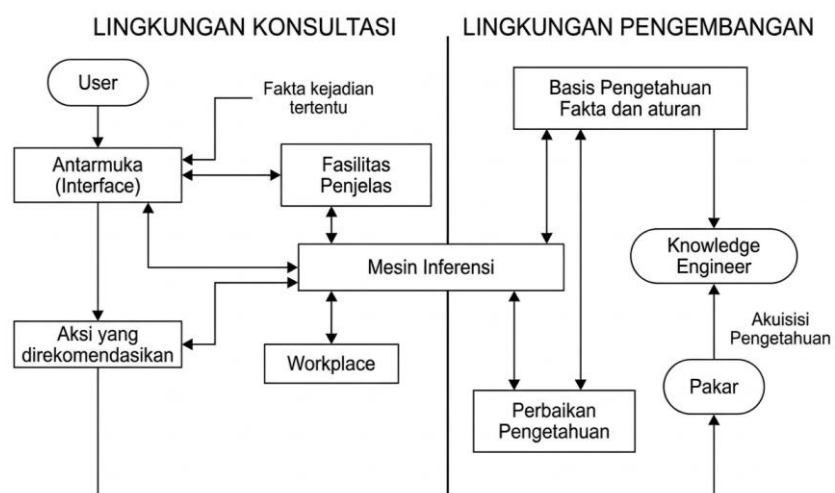 LINGKUNGAN KONSULTASI
LINGKUNGAN PENGEMBANGAN
User
Fakta kejadian
tertentu
Basis Pengetahuan
Fakta dan aturan
Antarmuka
(Interface)
Fasilitas
Penjelas
Mesin Inferensi
Knowledge
Engineer
Aksi yang
direkomendasikan
Workplace
Akuisisi
Pengetahuan
Pakar
Perbaikan
Pengetahuan